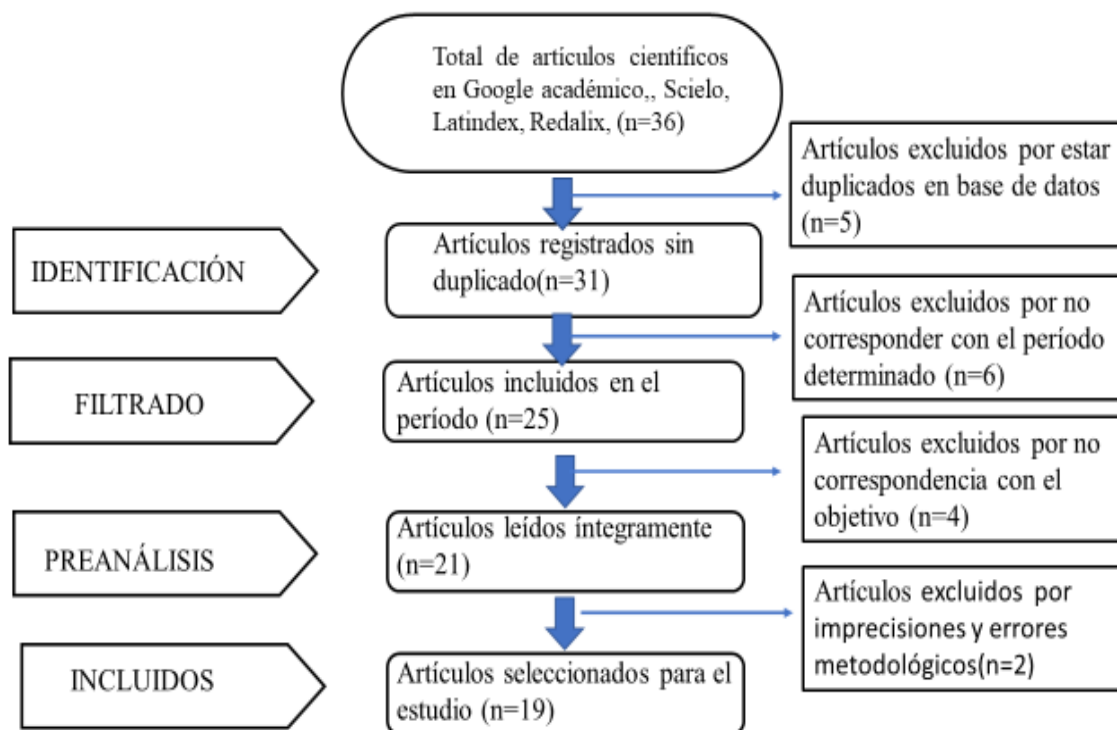 Total de artículos científicos
en Google académico,, Scielo,
Latindex, Redalix, (n=36)
Artículos excluidos por estar
duplicados en base de datos
(n=5)
IDENTIFICACIÓN
Artículos registrados sin
duplicado(n=31)
Artículos excluidos por no
corresponder con el período
determinado (n=6)
FILTRADO
Artículos incluidos en el
período (n=25)
Artículos excluidos por no
correspondencia con el
objetivo (n=4)
PREANÁLISIS
Artículos leídos íntegramente
(n=21)
Artículos excluidos por
imprecisiones y errores
metodológicos(n=2)
INCLUIDOS
Artículos seleccionados para el
estudio (n=19)